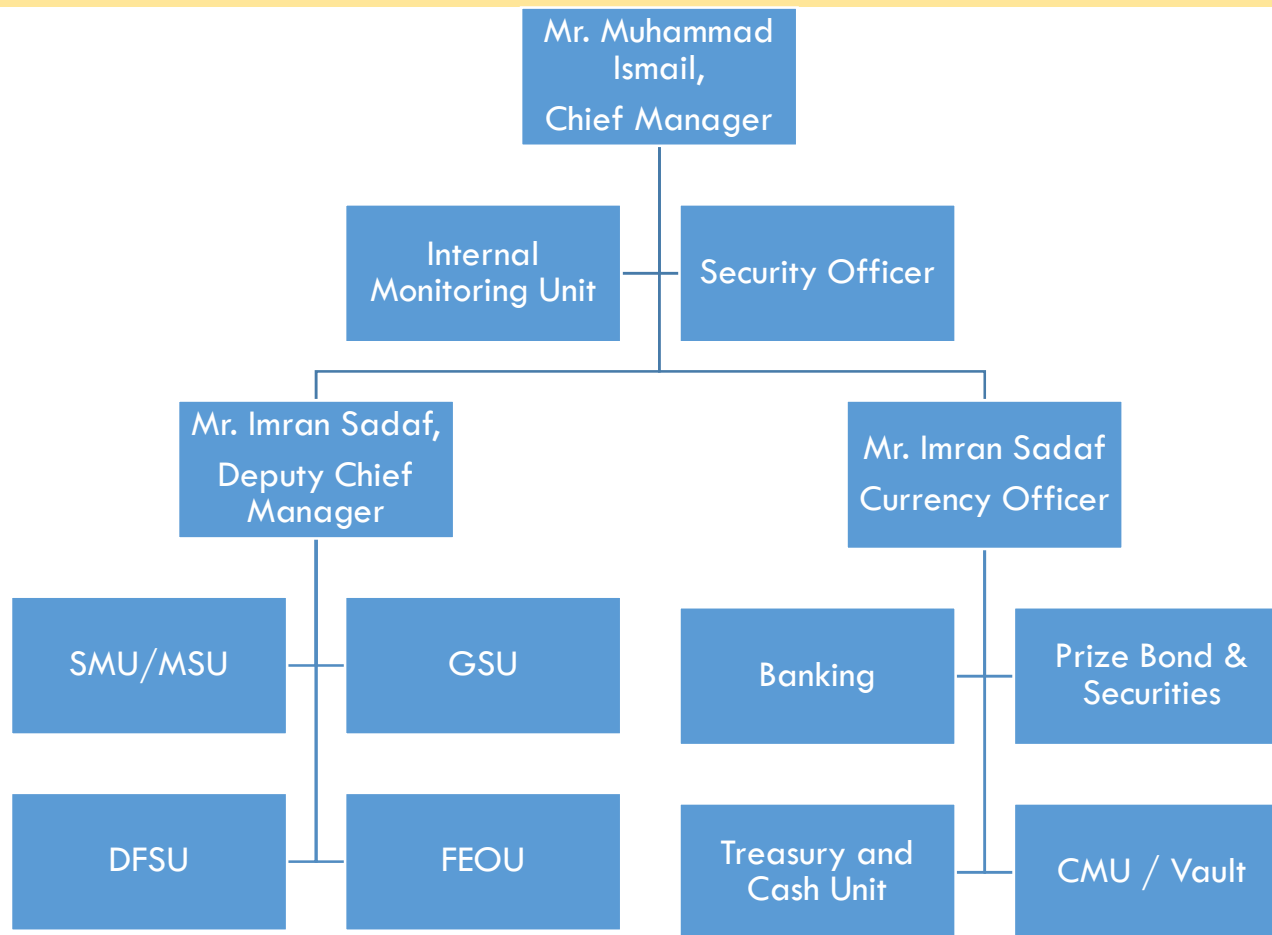 Mr. Muhammad
Ismail,
Chief Manager
Internal
Monitoring Unit
Security Officer
Mr. Imran Sadaf,
Deputy Chief
Manager
Mr. Imran Sadaf
Currency Officer
SMU/MSU
GSU
Banking
Prize Bond &
Securities
DFSU
FEOU
Treasury and
Cash Unit
CMU / Vault